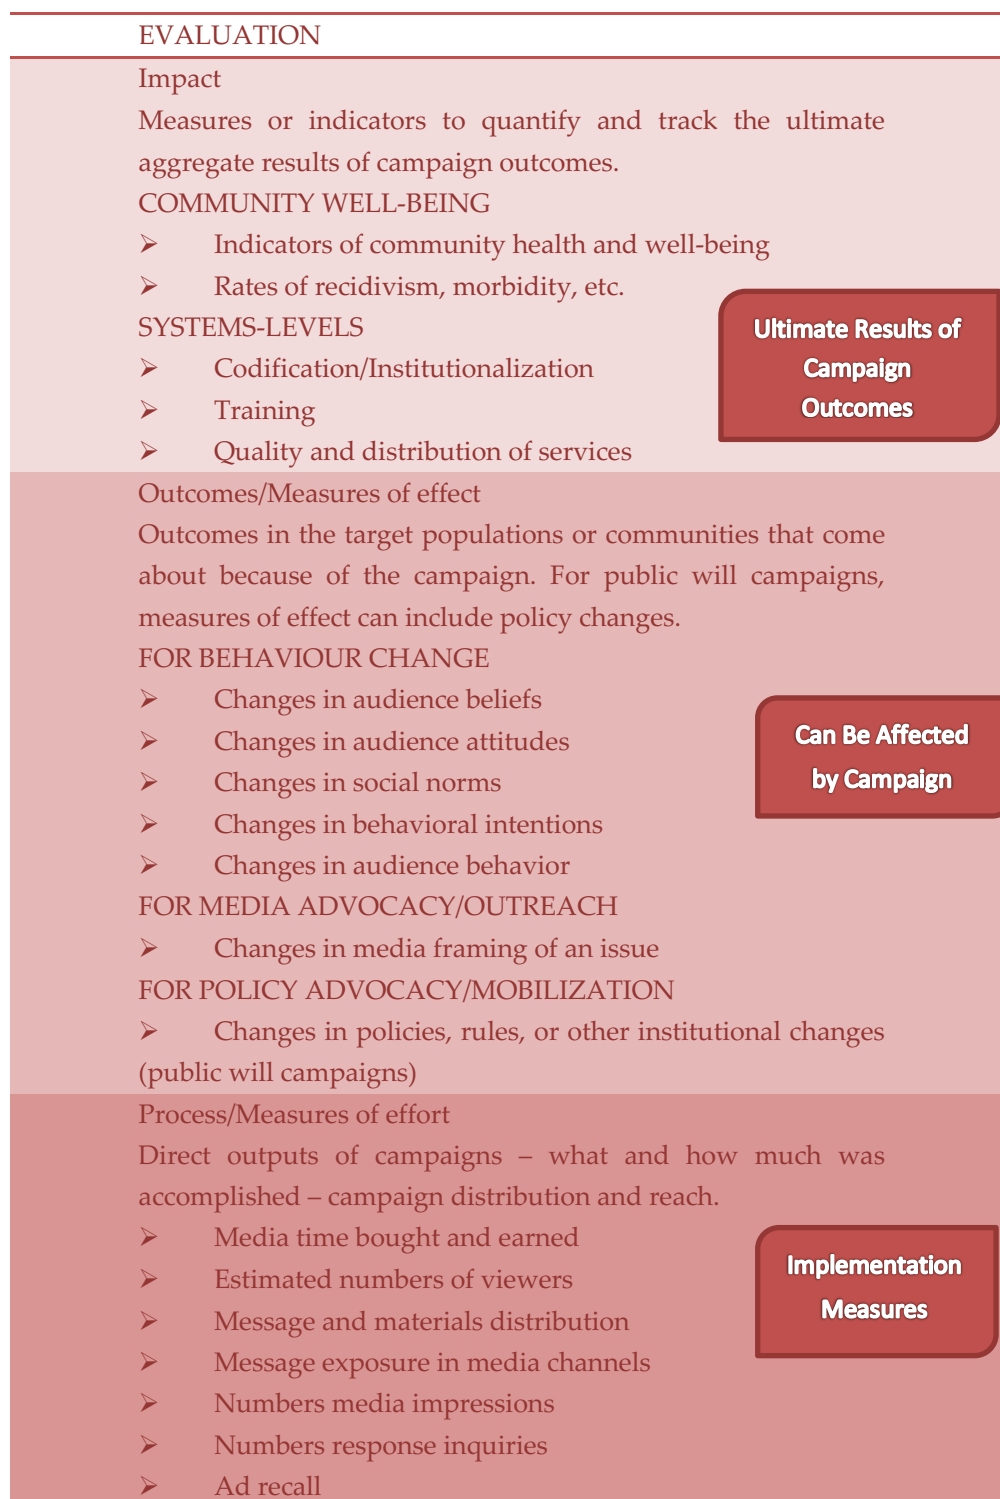 EVALUATION
Impact
Measures or indicators to quantify and track the ultimate
aggregate results of campaign outcomes.
COMMUNITY WELL-BEING
➢ Indicators of community health and well-being
➢ Rates of recidivism, morbidity, etc.
SYSTEMS-LEVELS
➢ Codification/Institutionalization
➢ Training
➢ Quality and distribution of services
Ultimate Results of
Campaign
Outcomes
Outcomes/Measures of effect
Outcomes in the target populations or communities that come
about because of the campaign. For public will campaigns,
measures of effect can include policy changes.
FOR BEHAVIOUR CHANGE
➢ Changes in audience beliefs
➢ Changes in audience attitudes
➢ Changes in social norms
➢ Changes in behavioral intentions
➢ Changes in audience behavior
Can Be Affected
by Campaign
FOR MEDIA ADVOCACY/OUTREACH
➢ Changes in media framing of an issue
FOR POLICY ADVOCACY/MOBILIZATION
➢ Changes in policies, rules, or other institutional changes
(public will campaigns)
Process/Measures of effort
Direct outputs of campaigns – what and how much was
accomplished – campaign distribution and reach.
➢ Media time bought and earned
➢ Estimated numbers of viewers
➢ Message and materials distribution
➢ Message exposure in media channels
➢ Numbers media impressions
➢ Numbers response inquiries
➢ Ad recall
Implementation
Measures